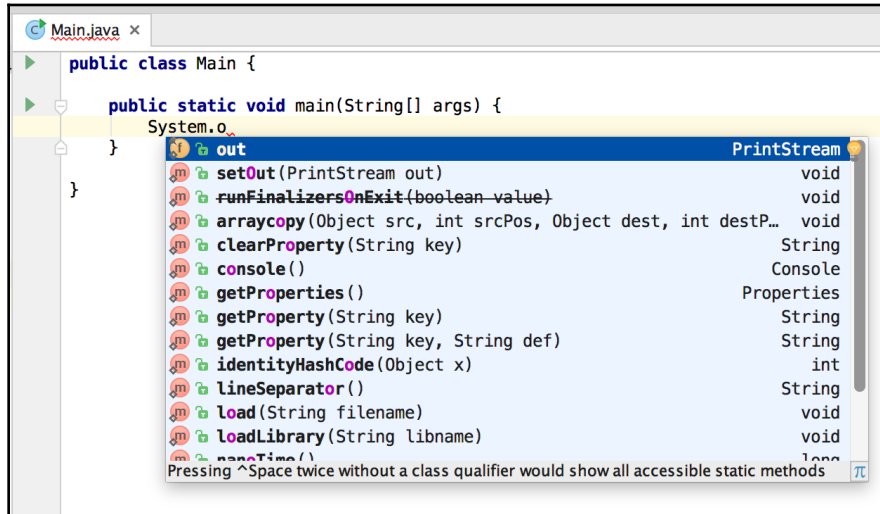 Main.java ×
public class Main {
public static void main(String[] args) {
System.o
}
}
out PrintStream
setOut(PrintStream out) void
runFinalizersOnExit(boolean value) void
arraycopy(Object src, int srcPos, Object dest, int destP… void
clearProperty(String key) String
console() Console
getProperties() Properties
getProperty(String key) String
getProperty(String key, String def) String
identityHashCode(Object x) int
lineSeparator() String
load(String filename) void
loadLibrary(String libname) void
nanoTime() long
Pressing ^Space twice without a class qualifier would show all accessible static methods π